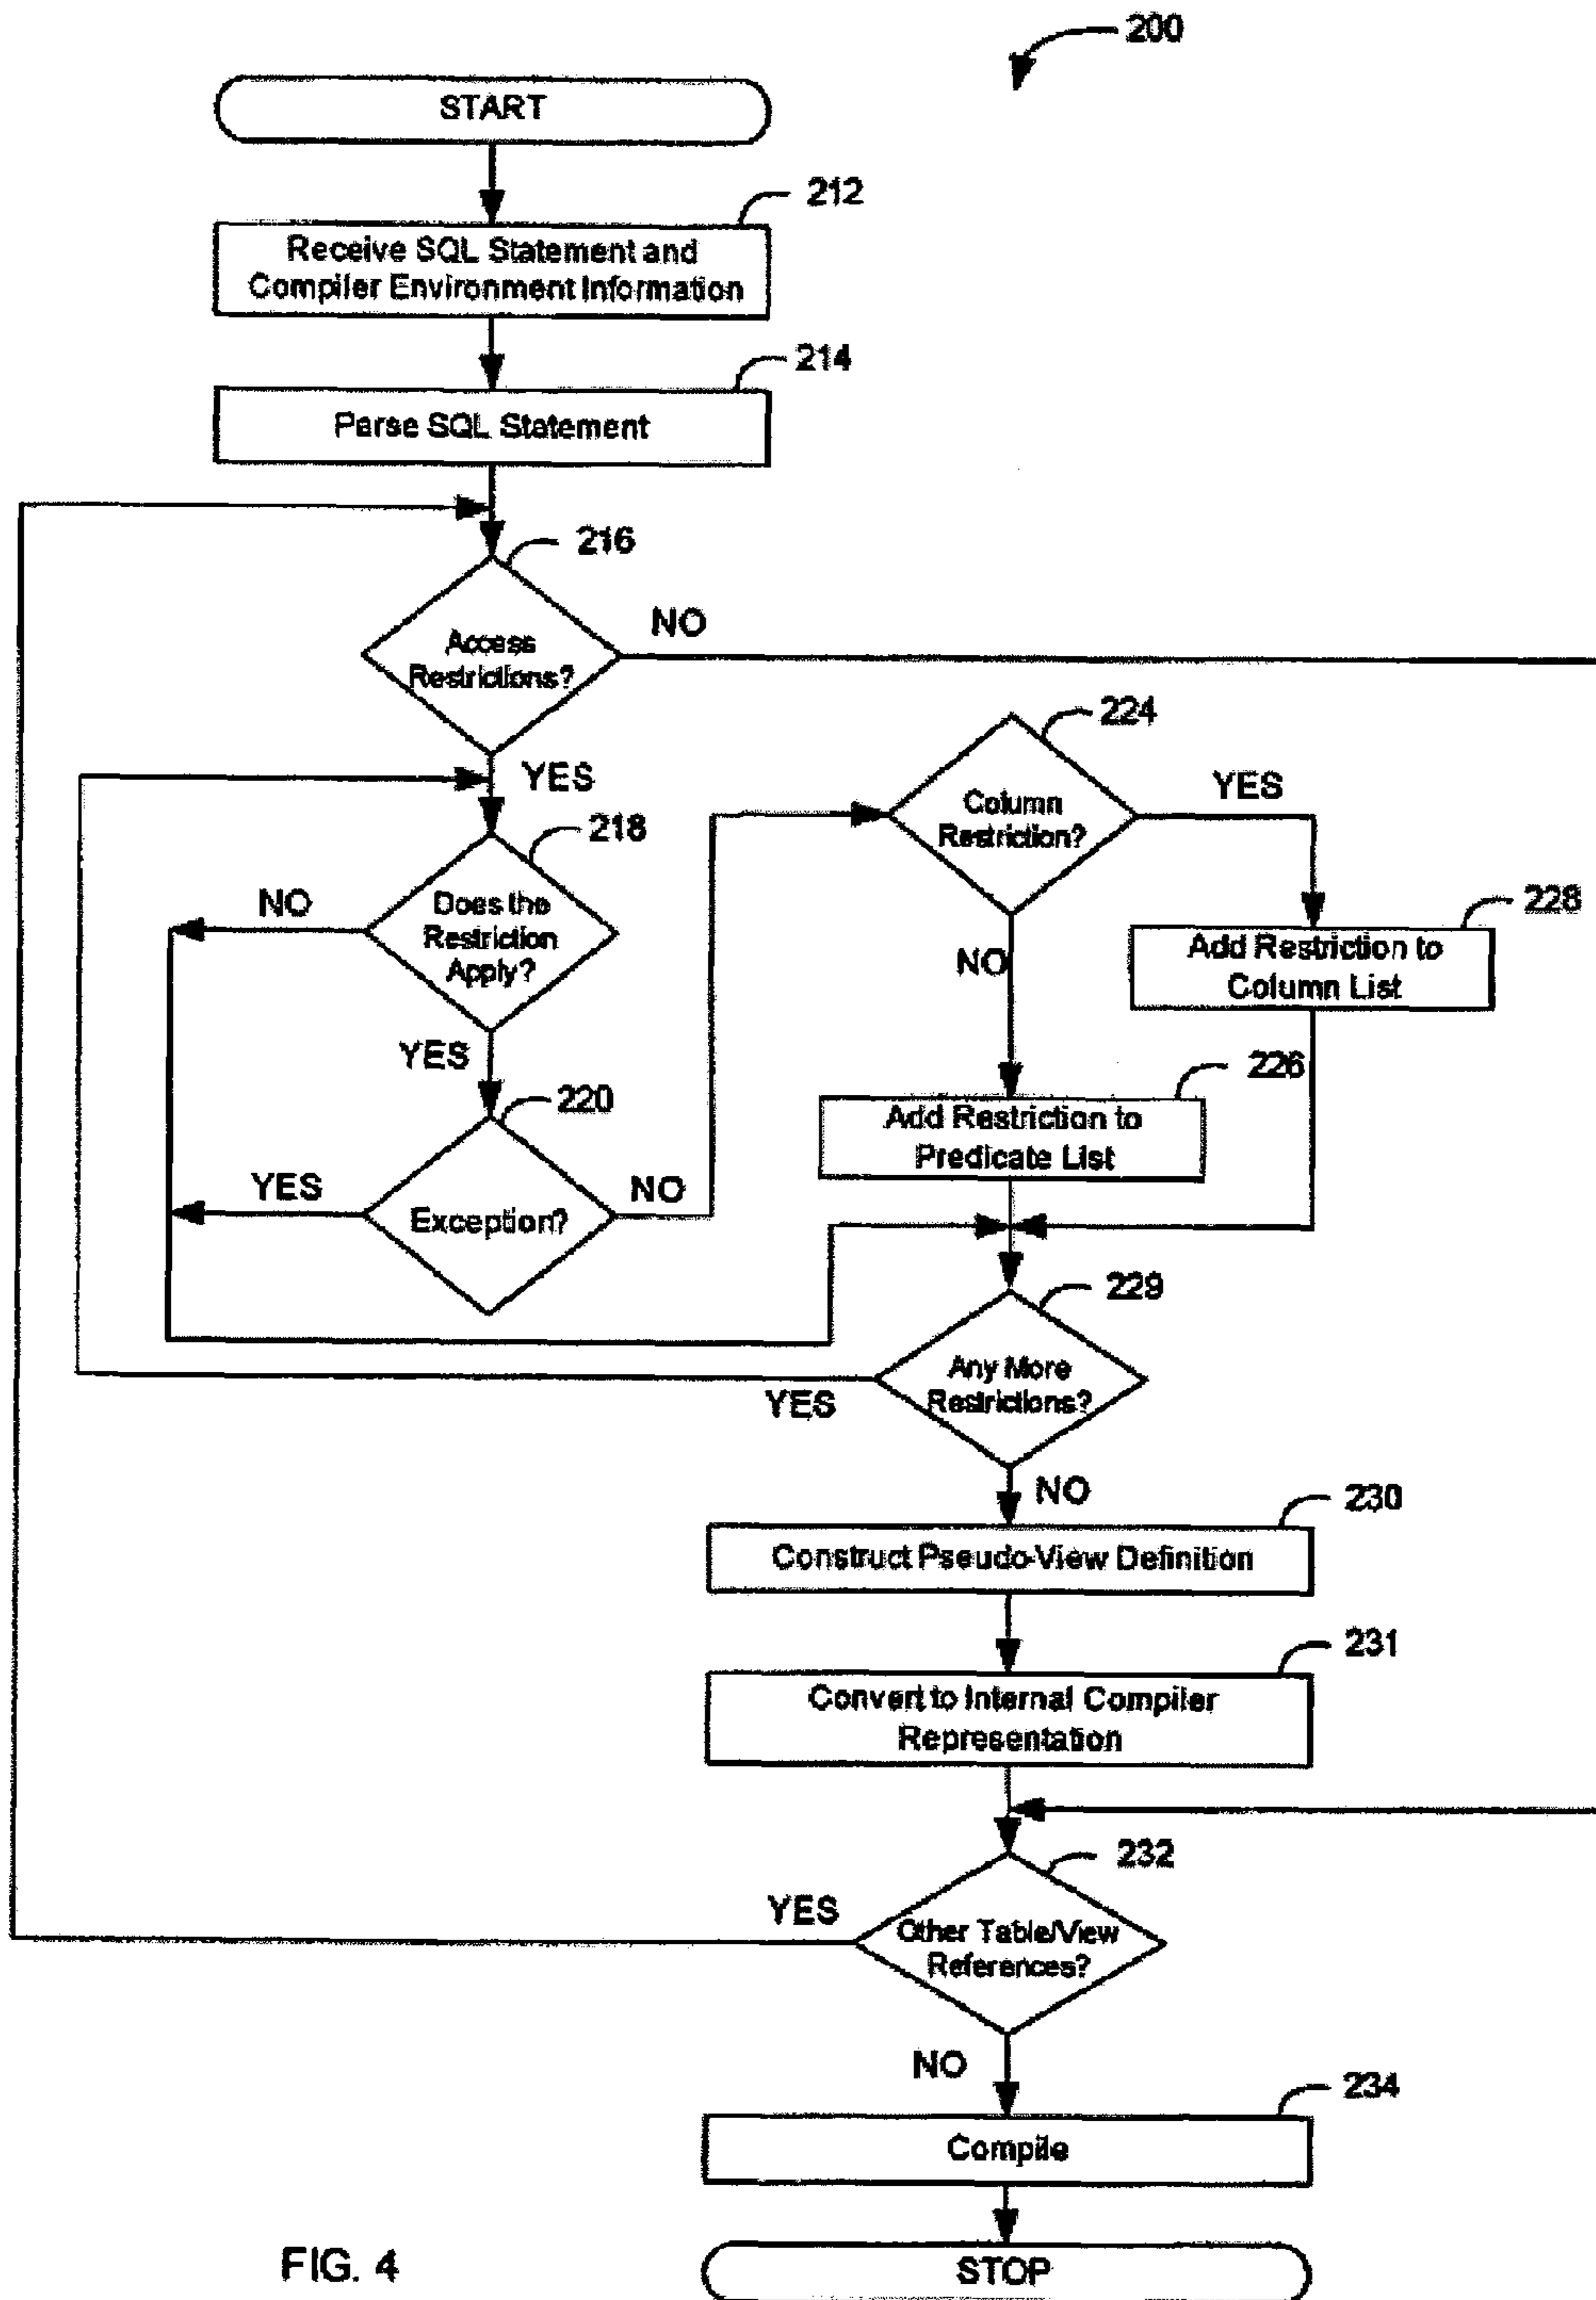 200
START
212
Receive SQL Statement and
Compiler Environment Information
214
Parse SQL Statement
216
Access
Restrictions?
NO
YES
218
Does the
Restriction
Apply?
NO
YES
220
Exception?
YES
NO
224
Column
Restriction?
YES
NO
228
Add Restriction to
Column List
226
Add Restriction to
Predicate List
229
Any More
Restrictions?
YES
NO
230
Construct Pseudo-View Definition
231
Convert to Internal Compiler
Representation
232
Other Table/View
References?
YES
NO
234
Compile
STOP
FIG. 4